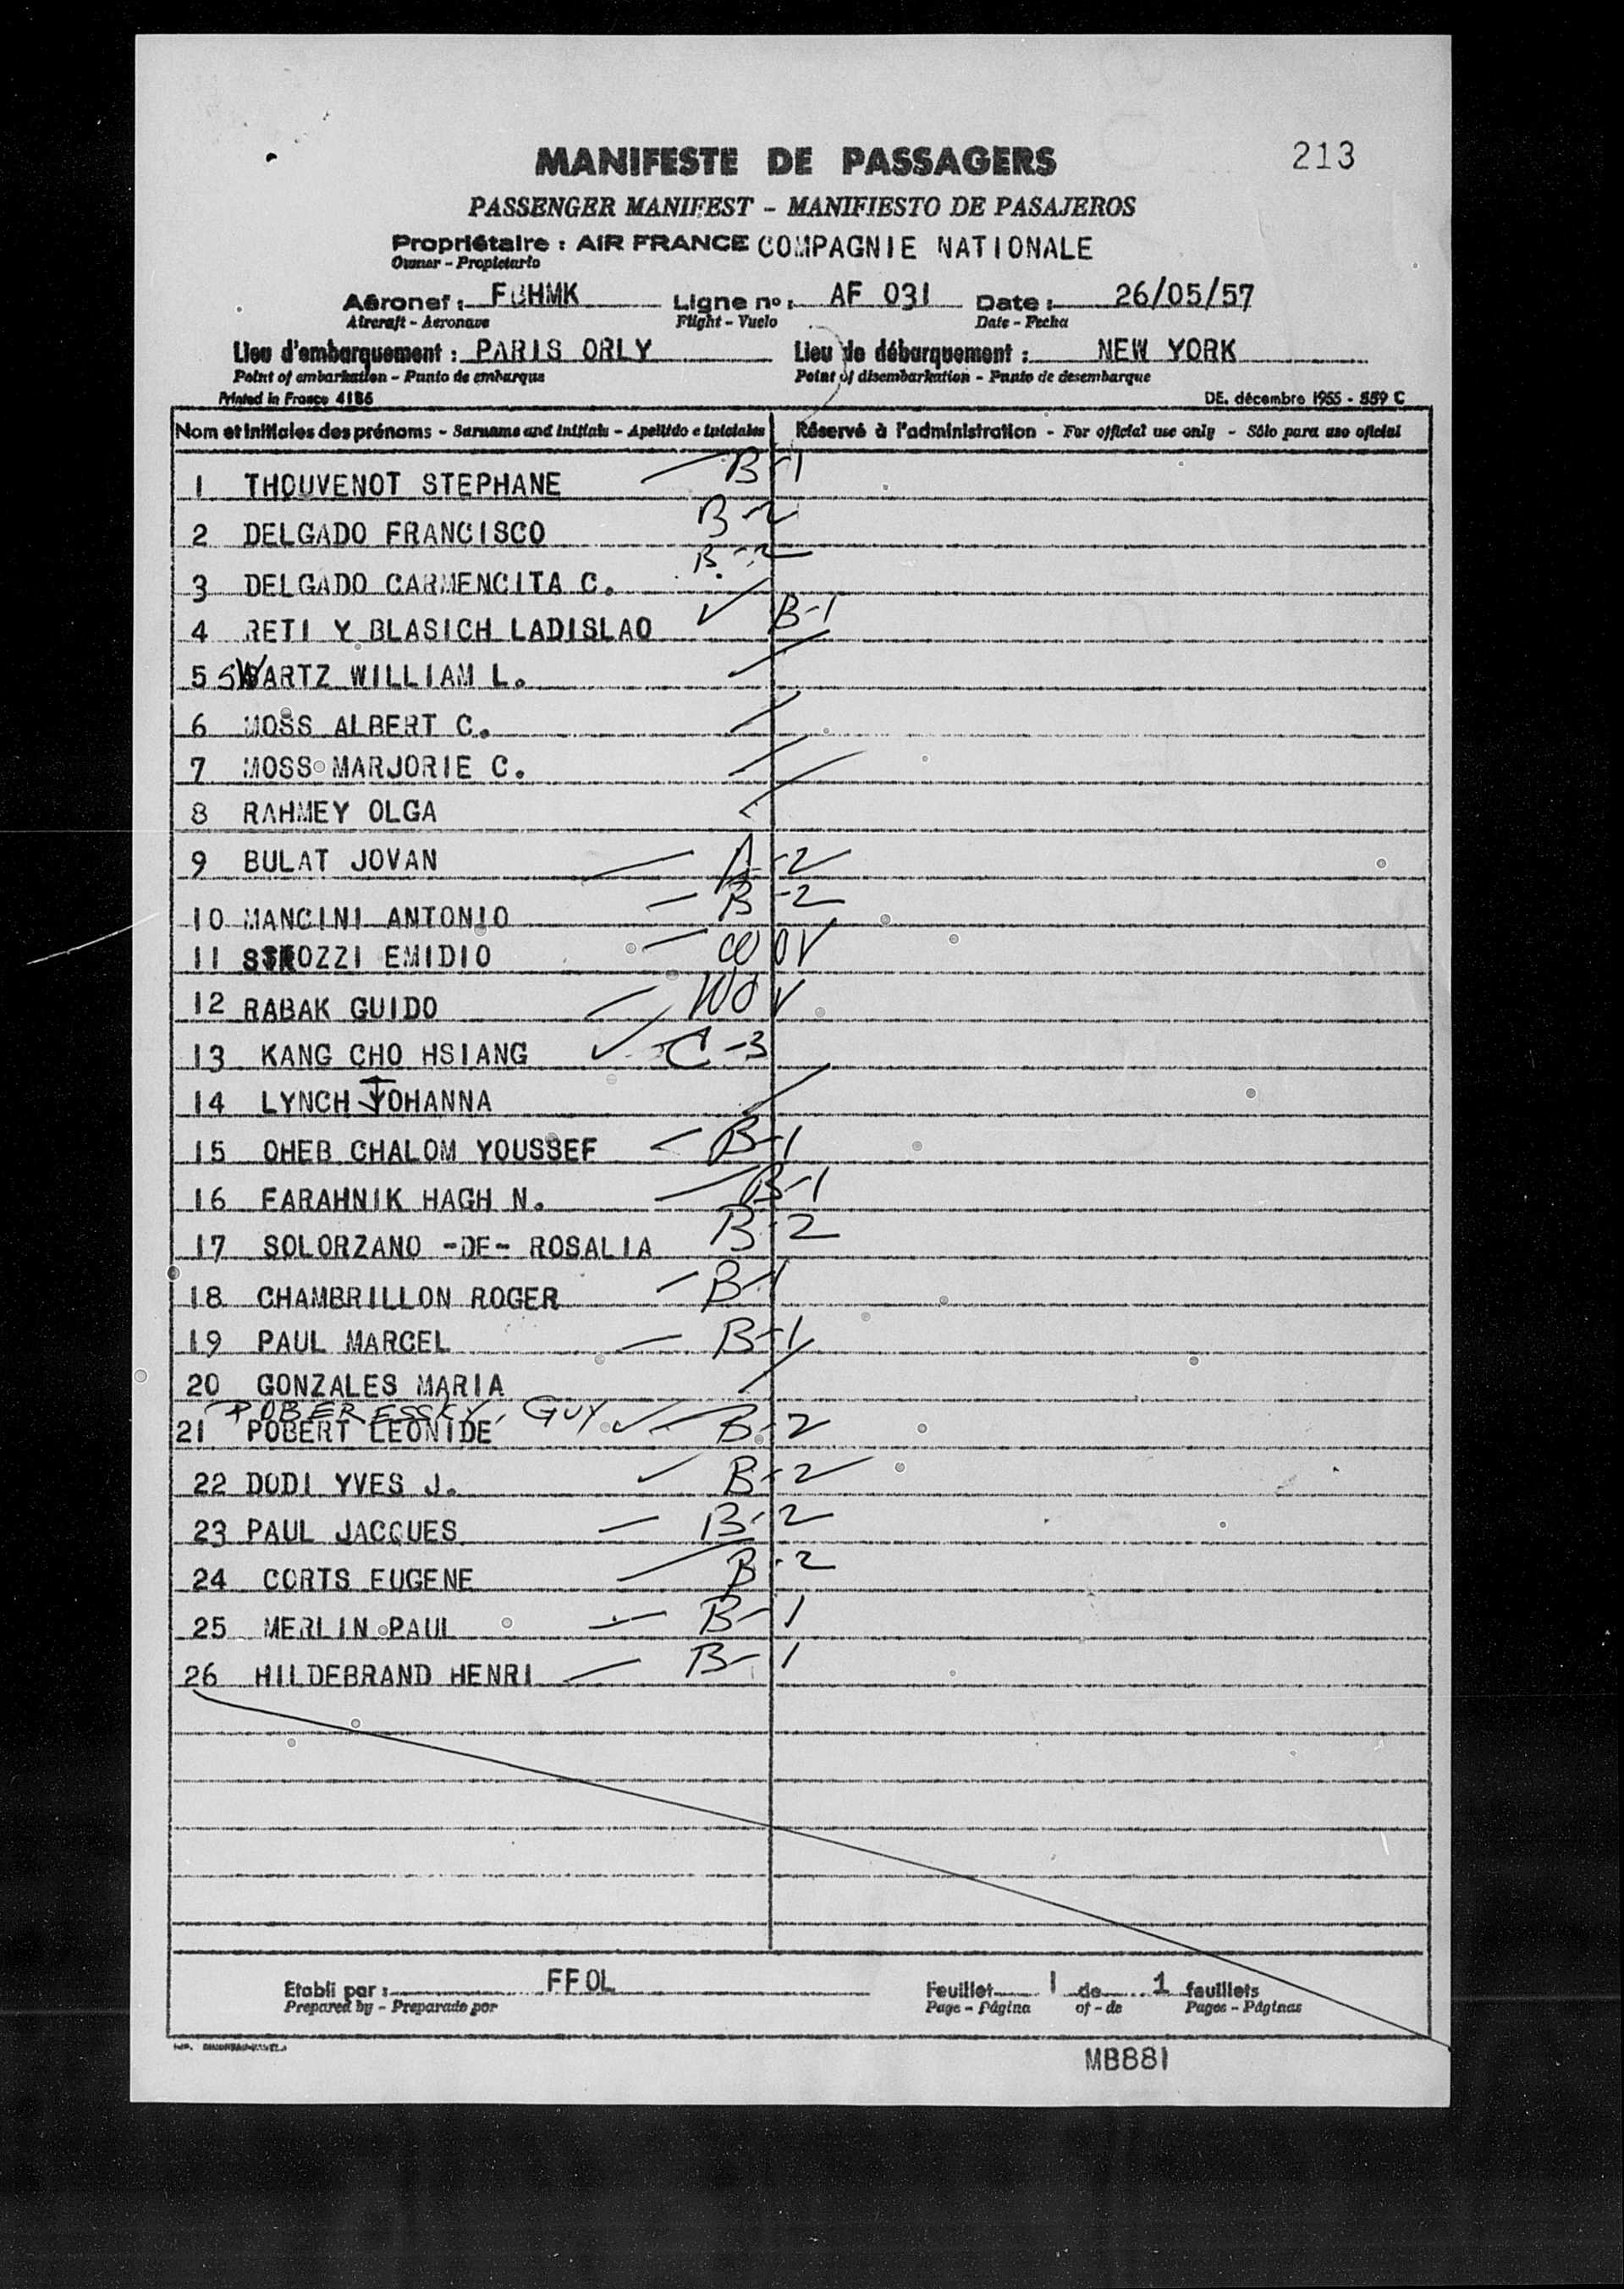 213
MANIFESTE DE PASSAGERS
PASSENGER MANIFEST - MANIFIESTO DE PASAJEROS
Propriétaire : AIR FRANCE COMPAGNIE NATIONALE
Owner - Propietario
Aéronef : FBHMK Ligne nº : AF 031 Date : 26/05/57
Aircraft - Aeronave Flight - Vuelo Date - Fecha
Lieu d'embarquement : PARIS ORLY Lieu de débarquement : NEW YORK
Point of embarkation - Punto de embarque Point of disembarkation - Punto de desembarque
Printed in France 4186 DE. décembre 1955 - 559 C
Nom et initiales des prénoms - Surname and initials - Apellido e iniciales Réservé à l'administration - For official use only - Sólo para uso oficial
1 THOUVENOT STEPHANE B-1
2 DELGADO FRANCISCO B-2
3 DELGADO CARMENCITA C. B-2
4 RETI Y BLASICH LADISLAO B-1
5 SWARTZ WILLIAM L.
6 MOSS ALBERT C.
7 MOSS MARJORIE C.
8 RAHMEY OLGA
9 BULAT JOVAN A-2
10 MANCINI ANTONIO B-2
11 STROZZI EMIDIO WOV
12 RABAK GUIDO WOV
13 KANG CHO HSIANG C-3
14 LYNCH JOHANNA
15 OHEB CHALOM YOUSSEF B-1
16 FARAHNIK HAGH N. B-1
17 SOLORZANO -DE- ROSALIA B-2
18 CHAMBRILLON ROGER B-1
19 PAUL MARCEL B-1
20 GONZALES MARIA
POBERESSKY, GUY
21 POBERT LEONIDE B-2
22 DODI YVES J. B-2
23 PAUL JACQUES B-2
24 CORTS EUGENE B-2
25 MERLIN PAUL B-1
26 HILDEBRAND HENRI B-1
Etabli par : FFOL Feuillet 1 de 1 feuillets
Prepared by - Preparado por Page - Página of - de Pages - Páginas
MB881